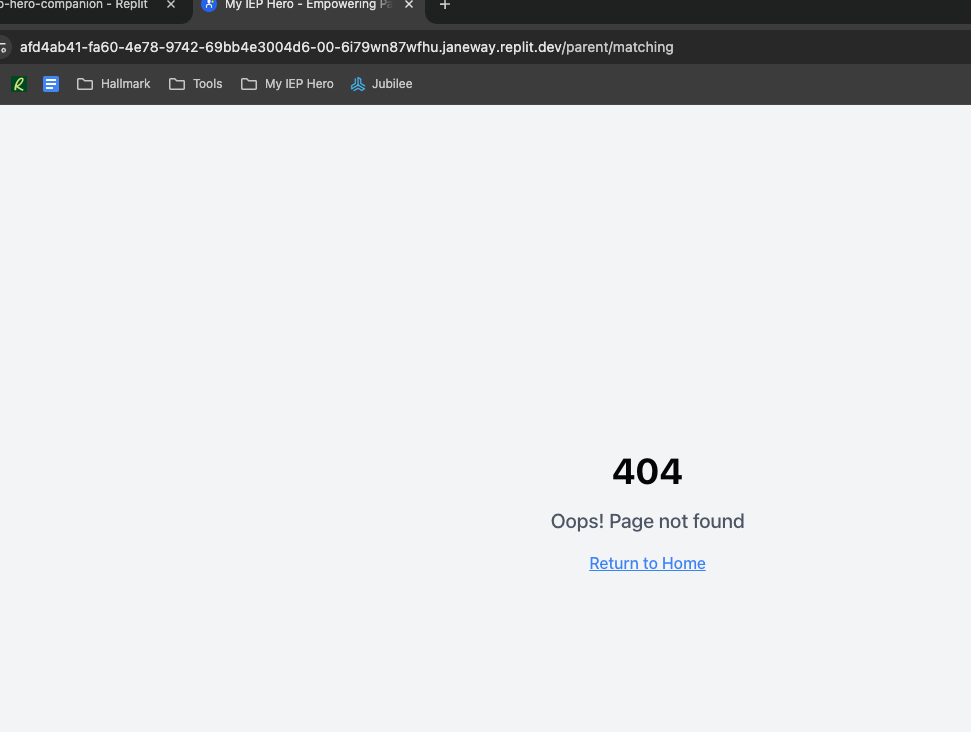 o-hero-companion - Replit
My IEP Hero - Empowering Pa
afd4ab41-fa60-4e78-9742-69bb4e3004d6-00-6i79wn87wfhu.janeway.replit.dev/parent/matching
Hallmark Tools My IEP Hero Jubilee
404
Oops! Page not found
Return to Home